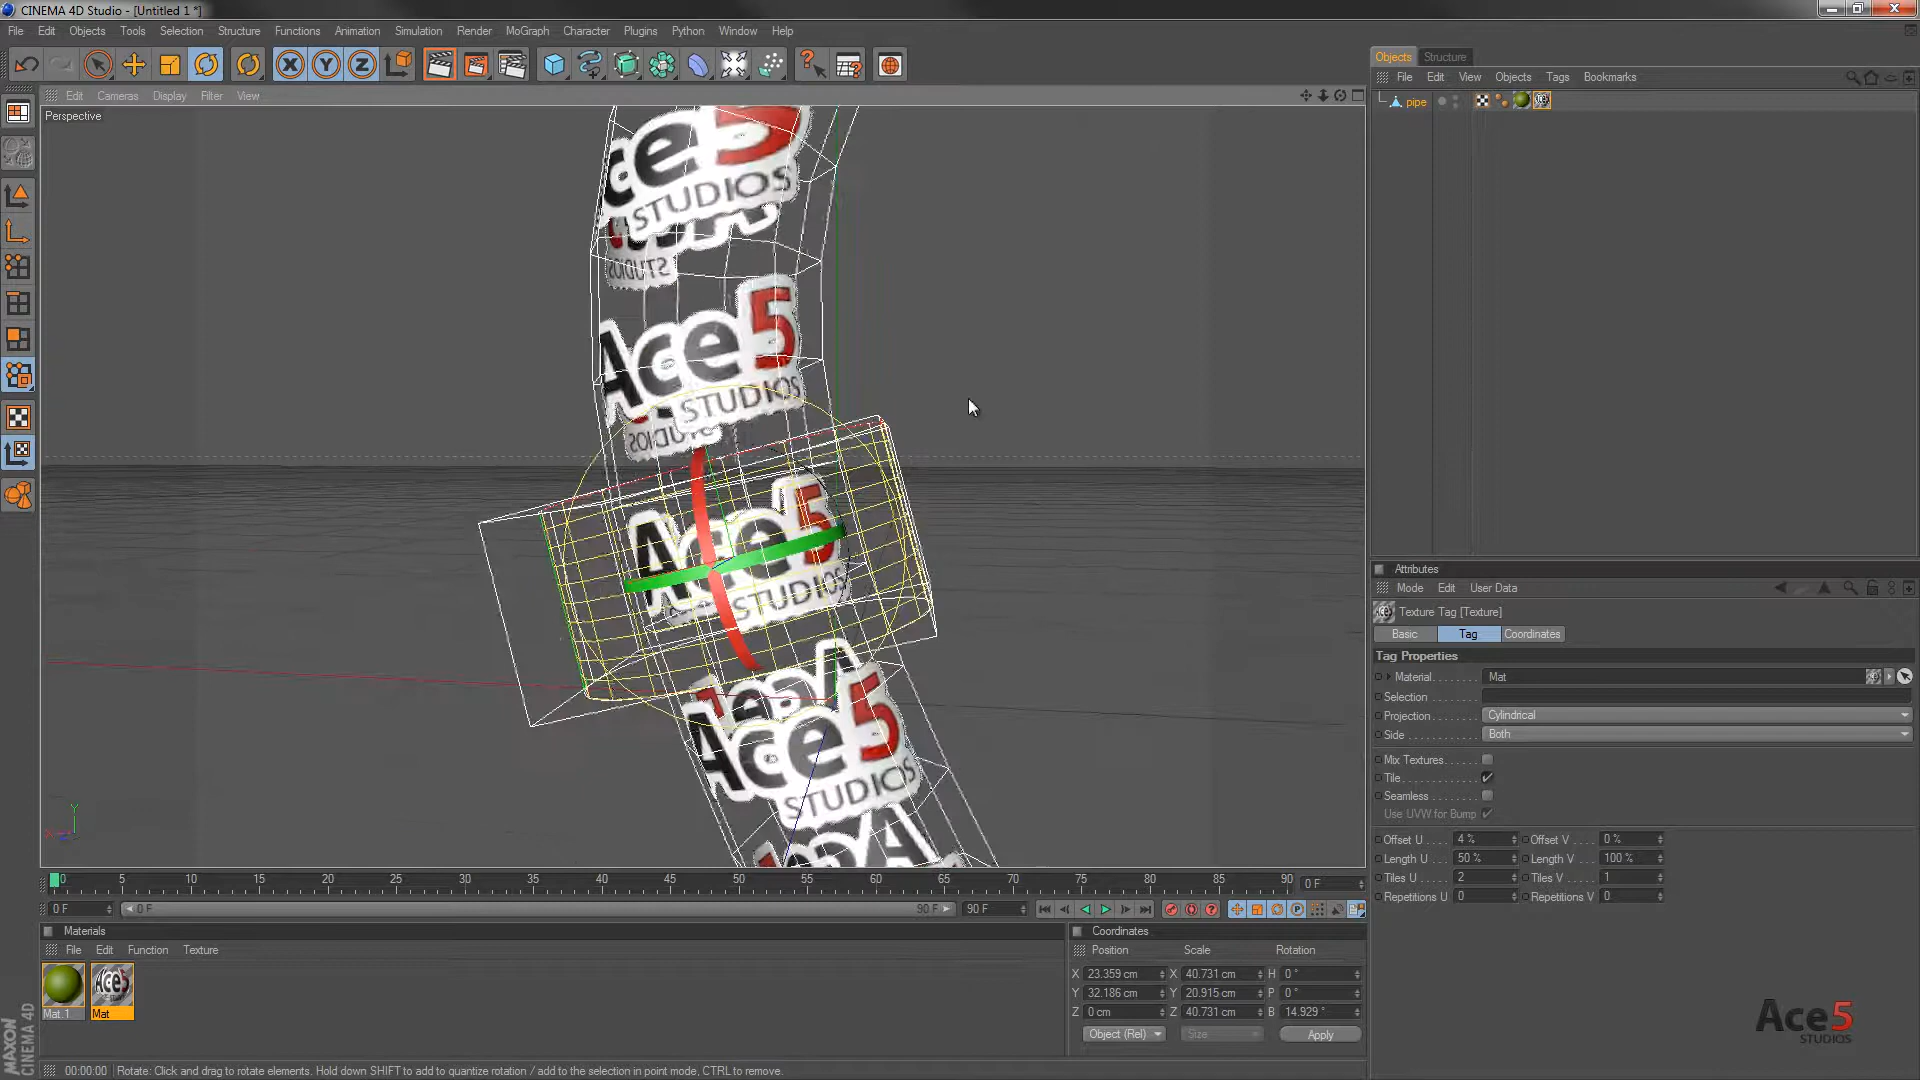 CINEMA 4D Studio - [Untitled 1 *]
File Edit Objects Tools Selection Structure Functions Animation Simulation Render MoGraph Character Plugins Python Window Help
Edit Cameras Display Filter View
Perspective
Ace5
STUDIOS
Ace5
STUDIOS
Ace5
STUDIOS
Ace5
STUDIOS
Objects Structure
File Edit View Objects Tags Bookmarks
pipe
Attributes
Mode Edit User Data
Texture Tag [Texture]
Basic Tag Coordinates
Tag Properties
Material Mat
Selection
Projection Cylindrical
Side Both
Mix Textures
Tile
Seamless
Use UVW for Bump
Offset U 4 % Offset V 0 %
Length U 50 % Length V 100 %
Tiles U 2 Tiles V 1
Repetitions U 0 Repetitions V 0
0 5 10 15 20 25 30 35 40 45 50 55 60 65 70 75 80 85 90 0 F
0 F 0 F 90 F 90 F
Materials
File Edit Function Texture
Mat.1 Mat
Coordinates
Position Scale Rotation
X 23.359 cm X 40.731 cm H 0 °
Y 32.186 cm Y 20.915 cm P 0 °
Z 0 cm Z 40.731 cm B 14.929 °
Object (Rel) Size Apply
MAXON
CINEMA 4D
Ace5
STUDIOS
00:00:00 Rotate: Click and drag to rotate elements. Hold down SHIFT to add to quantize rotation / add to the selection in point mode, CTRL to remove.